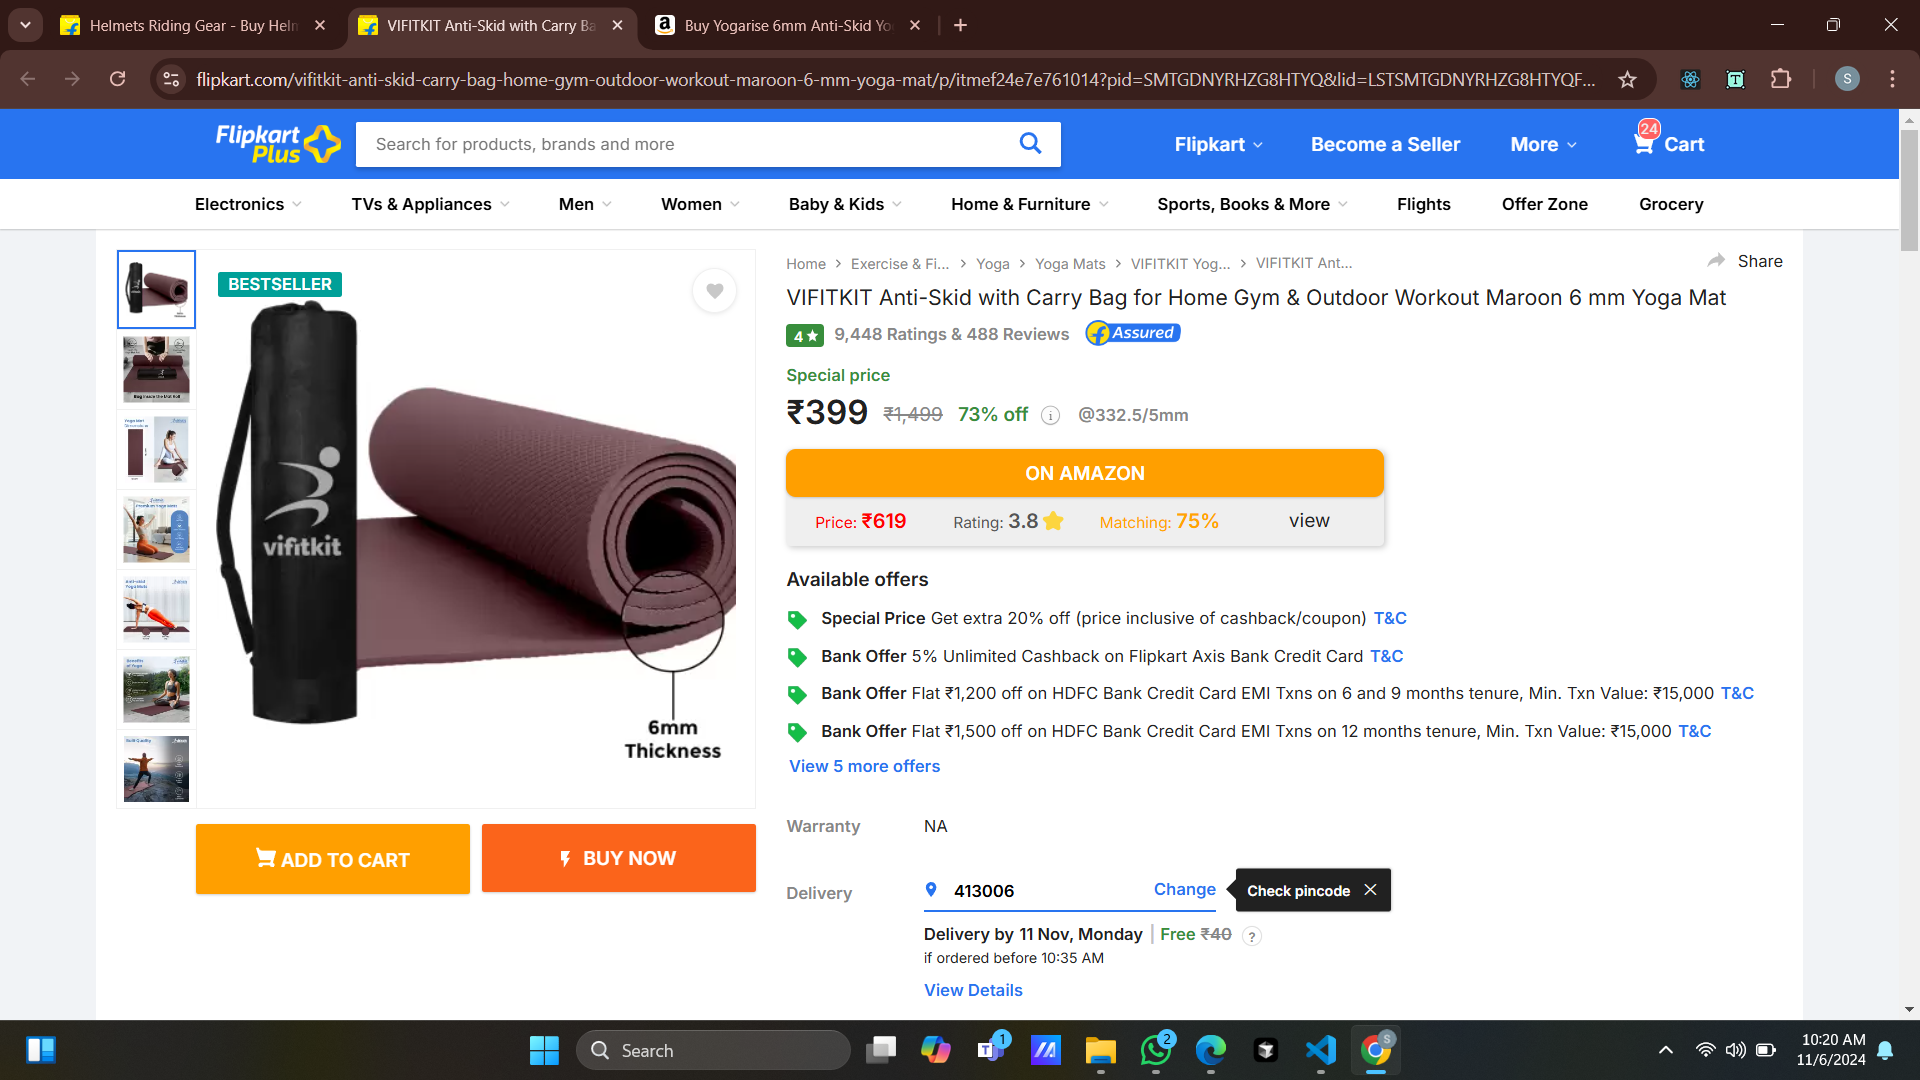 Helmets Riding Gear - Buy Heln
VIFITKIT Anti-Skid with Carry Ba
Buy Yogarise 6mm Anti-Skid Yo
flipkart.com/vifitkit-anti-skid-carry-bag-home-gym-outdoor-workout-maroon-6-mm-yoga-mat/p/itmef24e7e761014?pid=SMTGDNYRHZG8HTYQ&lid=LSTSMTGDNYRHZG8HTYQF...
S
Flipkart
Plus
Search for products, brands and more
Flipkart
Become a Seller
More
24
Cart
Electronics
TVs & Appliances
Men
Women
Baby & Kids
Home & Furniture
Sports, Books & More
Flights
Offer Zone
Grocery
BESTSELLER
vifitkit
6mm
Thickness
Home > Exercise & Fi... > Yoga > Yoga Mats > VIFITKIT Yog... > VIFITKIT Ant...
Share
VIFITKIT Anti-Skid with Carry Bag for Home Gym & Outdoor Workout Maroon 6 mm Yoga Mat
4★ 9,448 Ratings & 488 Reviews Assured
Special price
₹399 ₹1,499 73% off @332.5/5mm
ON AMAZON
Price: ₹619 Rating: 3.8 Matching: 75% view
Available offers
Special Price Get extra 20% off (price inclusive of cashback/coupon) T&C
Bank Offer 5% Unlimited Cashback on Flipkart Axis Bank Credit Card T&C
Bank Offer Flat ₹1,200 off on HDFC Bank Credit Card EMI Txns on 6 and 9 months tenure, Min. Txn Value: ₹15,000 T&C
Bank Offer Flat ₹1,500 off on HDFC Bank Credit Card EMI Txns on 12 months tenure, Min. Txn Value: ₹15,000 T&C
View 5 more offers
ADD TO CART
BUY NOW
Warranty NA
Delivery 413006 Change Check pincode
Delivery by 11 Nov, Monday | Free ₹40 ?
if ordered before 10:35 AM
View Details
Search
1
2
S
10:20 AM
11/6/2024